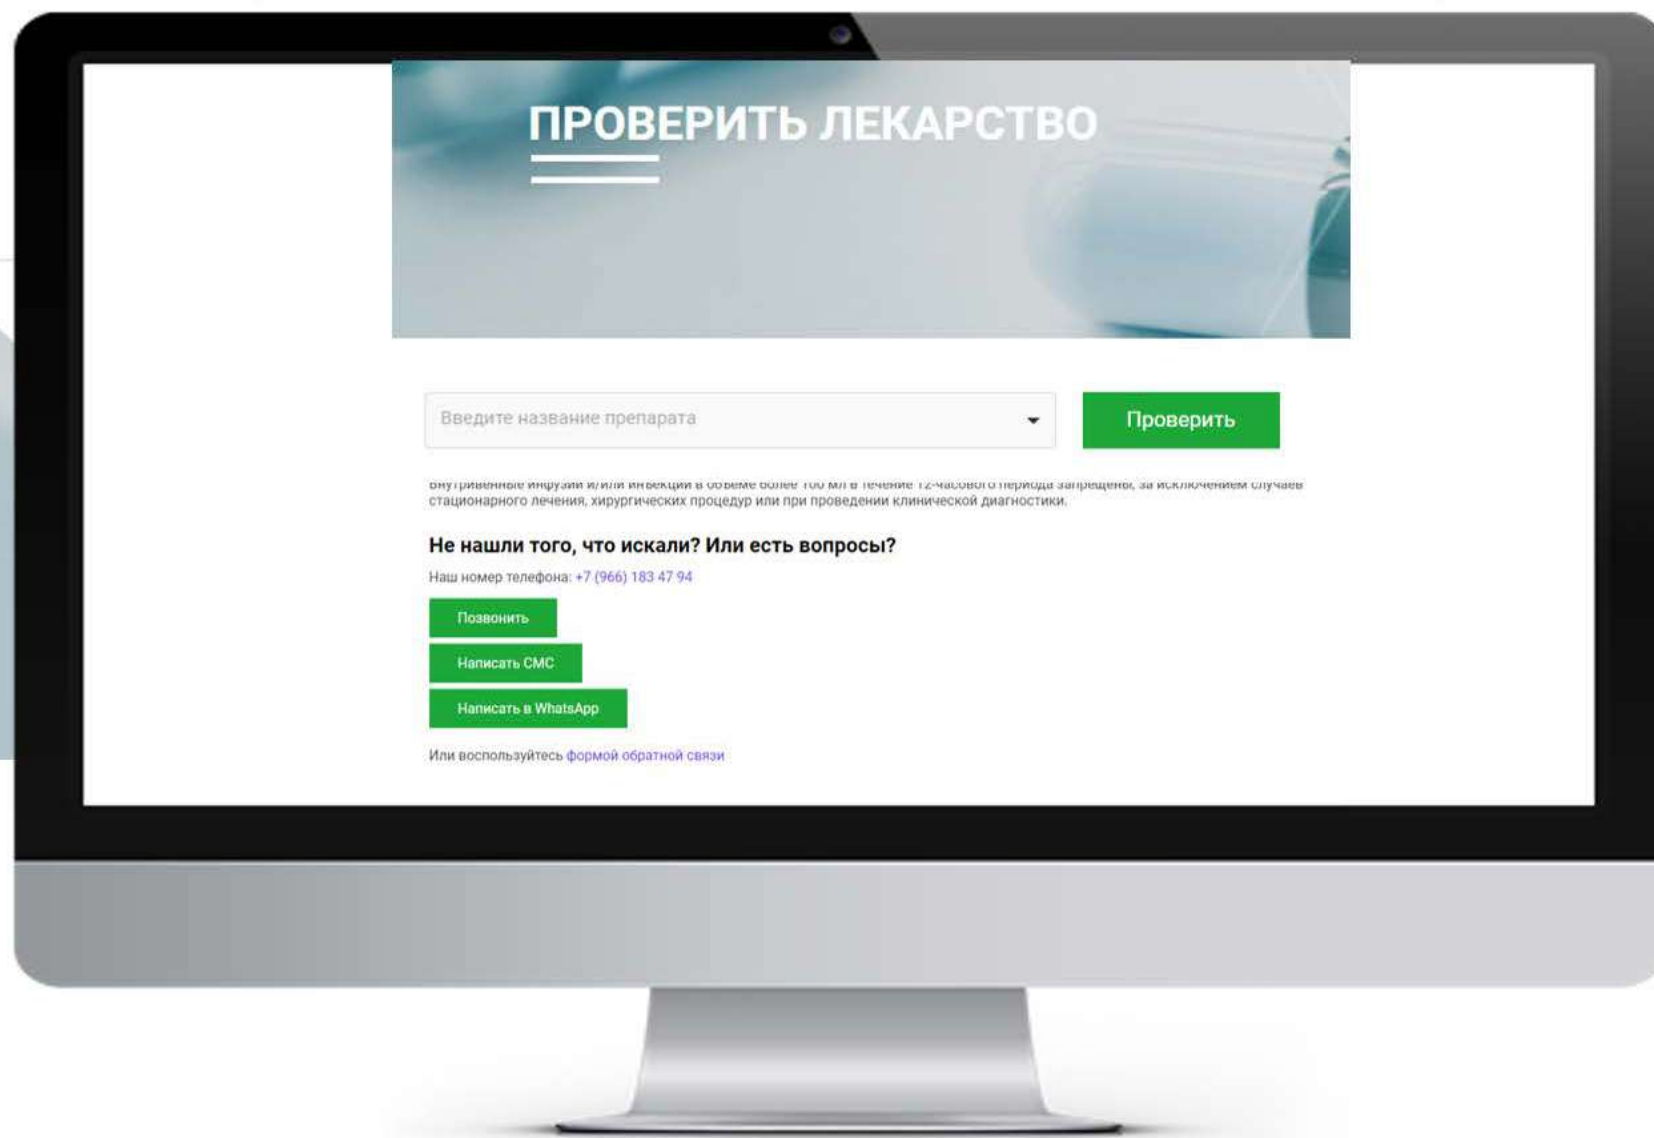 ПРОВЕРИТЬ ЛЕКАРСТВО
Введите название препарата
Проверить
Внутривенные инфузии и/или инъекции в объеме более 100 мл в течение 12-часового периода запрещены, за исключением случаев
стационарного лечения, хирургических процедур или при проведении клинической диагностики.
Не нашли того, что искали? Или есть вопросы?
Наш номер телефона: +7 (966) 183 47 94
Позвонить
Написать СМС
Написать в WhatsApp
Или воспользуйтесь формой обратной связи